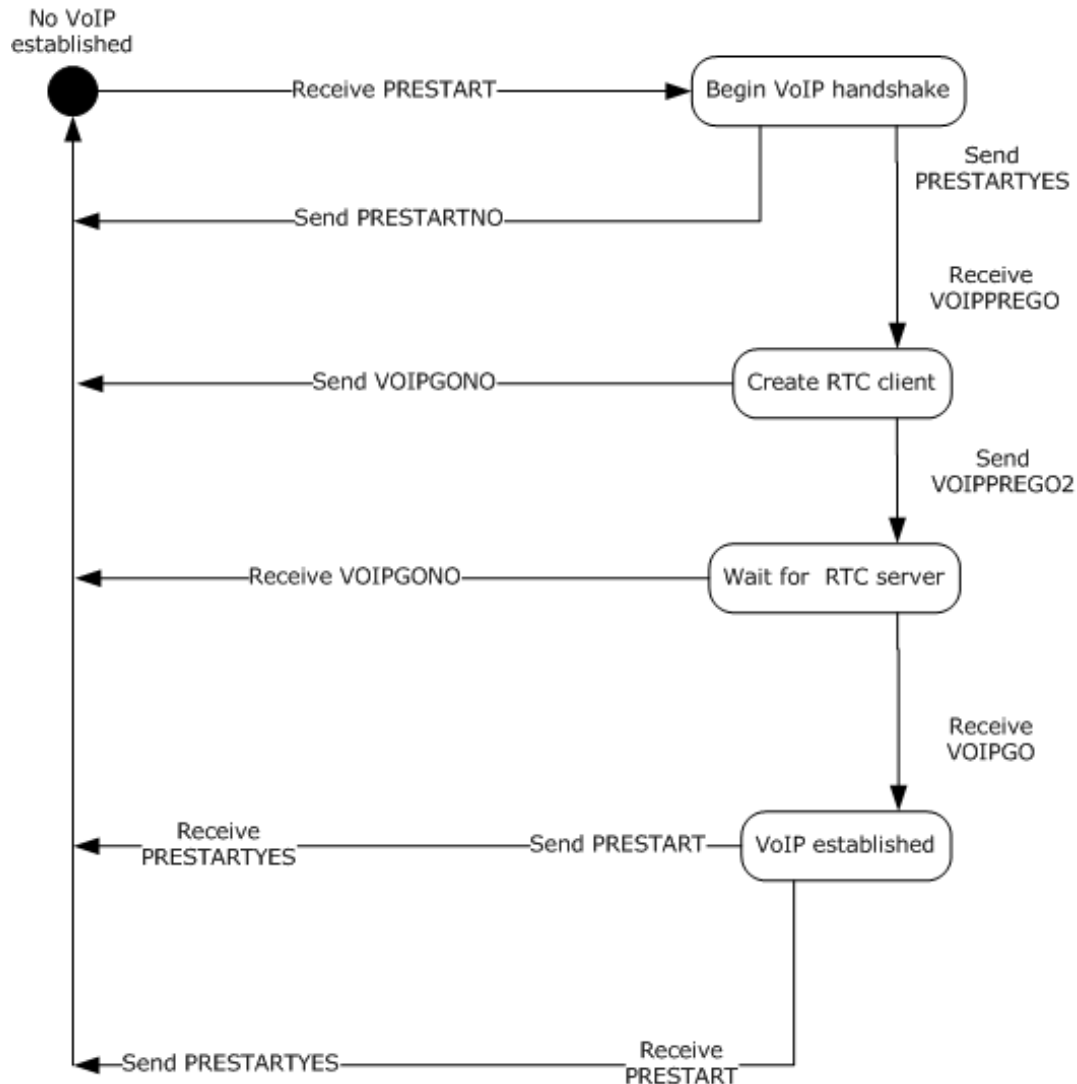 No VoIP
established
Receive PRESTART
Begin VoIP handshake
Send
PRESTARTYES
Send PRESTARTNO
Receive
VOIPPREGO
Send VOIPGONO
Create RTC client
Send
VOIPPREGO2
Receive VOIPGONO
Wait for RTC server
Receive
VOIPGO
Receive
PRESTARTYES
Send PRESTART
VoIP established
Send PRESTARTYES
Receive
PRESTART